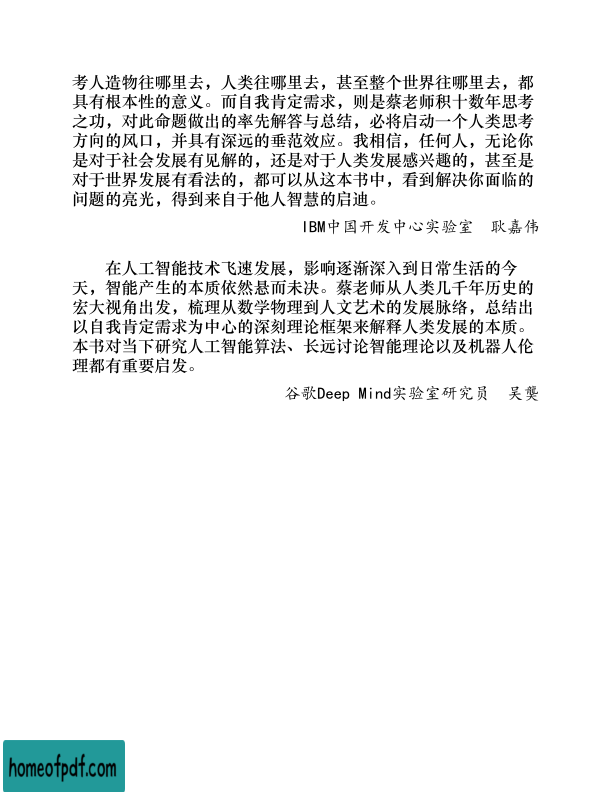 考人造物往哪里去，人类往哪里去，甚至整个世界往哪里去，都
具有根本性的意义。而自我肯定需求，则是蔡老师积十数年思考
之功，对此命题做出的率先解答与总结，必将启动一个人类思考
方向的风口，并具有深远的垂范效应。我相信，任何人，无论你
是对于社会发展有见解的，还是对于人类发展感兴趣的，甚至是
对于世界发展有看法的，都可以从这本书中，看到解决你面临的
问题的亮光，得到来自于他人智慧的启迪。
IBM中国开发中心实验室　耿嘉伟
在人工智能技术飞速发展，影响逐渐深入到日常生活的今
天，智能产生的本质依然悬而未决。蔡老师从人类几千年历史的
宏大视角出发，梳理从数学物理到人文艺术的发展脉络，总结出
以自我肯定需求为中心的深刻理论框架来解释人类发展的本质。
本书对当下研究人工智能算法、长远讨论智能理论以及机器人伦
理都有重要启发。
谷歌Deep Mind实验室研究员　吴龑
homeofpdf.com